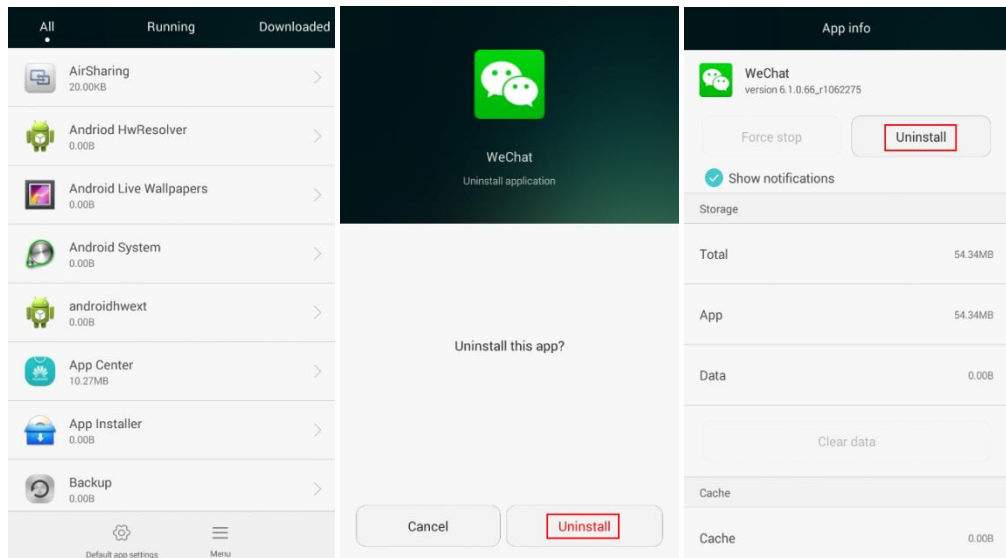 All Running Downloaded
AirSharing
20.00KB
Andriod HwResolver
0.00B
Android Live Wallpapers
0.00B
Android System
0.00B
androidhwext
0.00B
App Center
10.27MB
App Installer
0.00B
Backup
0.00B
Default app settings Menu
WeChat
Uninstall application
Uninstall this app?
Cancel Uninstall
App info
WeChat
version 6.1.0.66_r1062275
Force stop Uninstall
Show notifications
Storage
Total 54.34MB
App 54.34MB
Data 0.00B
Clear data
Cache
Cache 0.00B